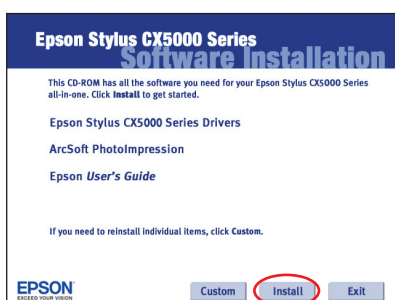 Epson Stylus CX5000 Series
Software Installation
This CD-ROM has all the software you need for your Epson Stylus CX5000 Series
all-in-one. Click Install to get started.
Epson Stylus CX5000 Series Drivers
ArcSoft PhotoImpression
Epson User's Guide
If you need to reinstall individual items, click Custom.
EPSON
EXCEED YOUR VISION
Custom Install Exit